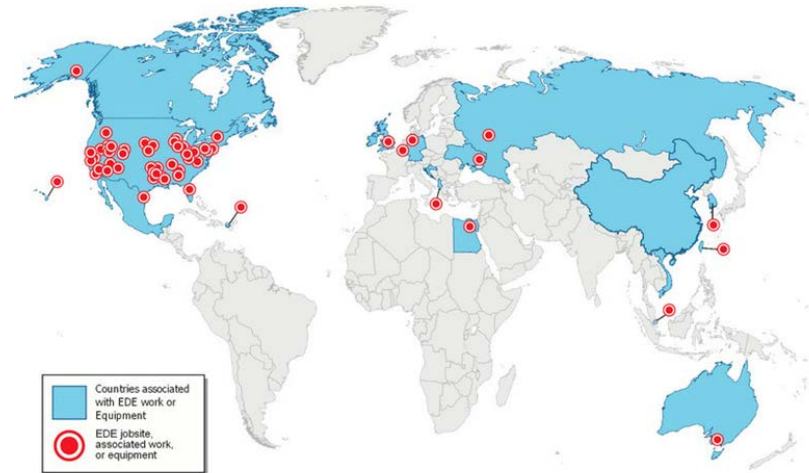 Countries associated
with EDE work or
Equipment
EDE jobsite,
associated work,
or equipment